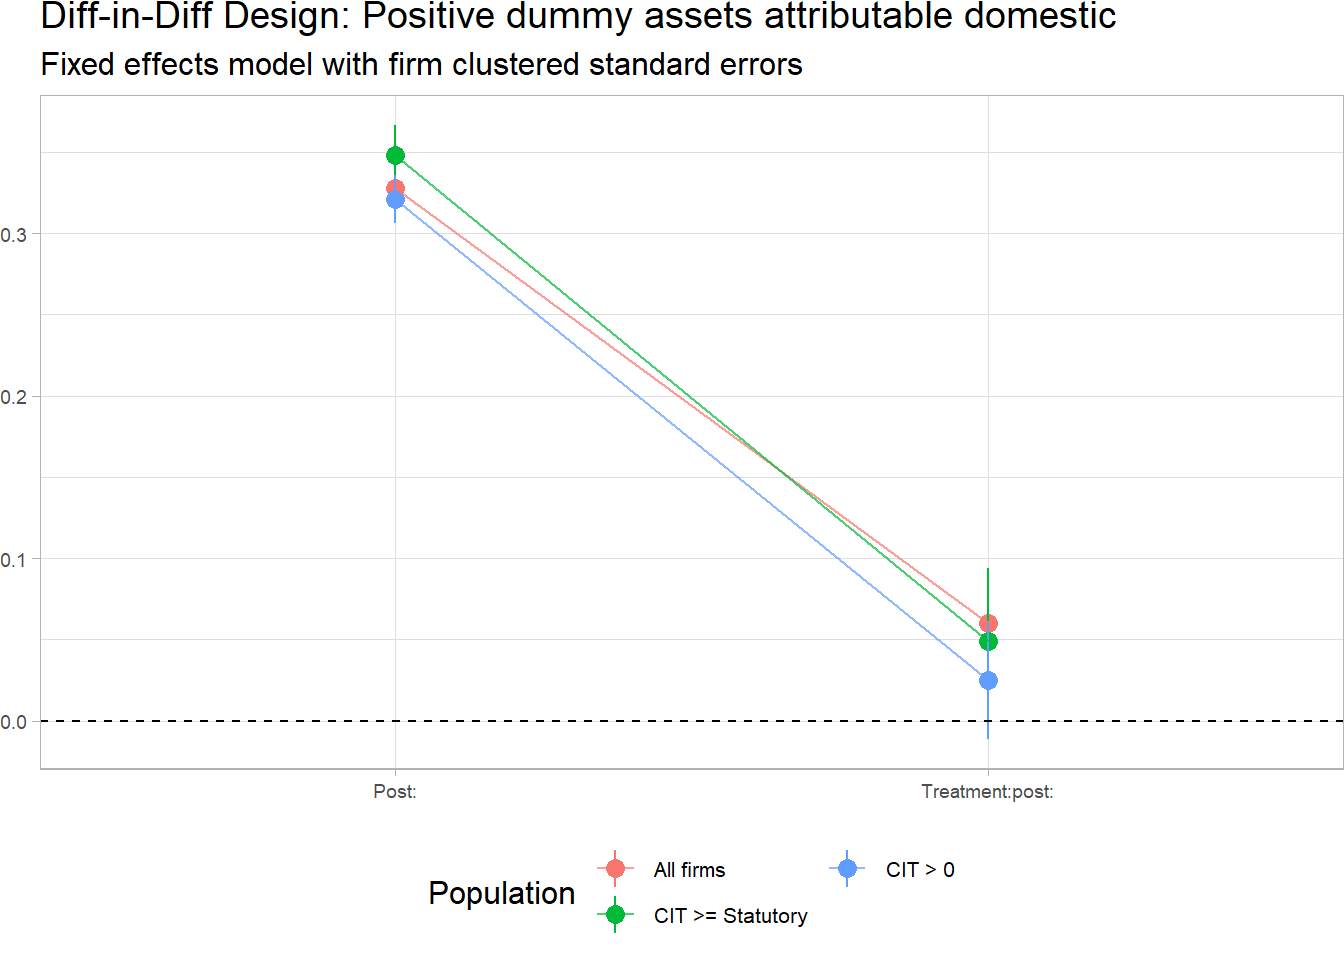 Diff-in-Diff Design: Positive dummy assets attributable domestic
Fixed effects model with firm clustered standard errors
0.3
0.2
0.1
0.0
Post:
Treatment:post:
Population
All firms
CIT > 0
CIT >= Statutory